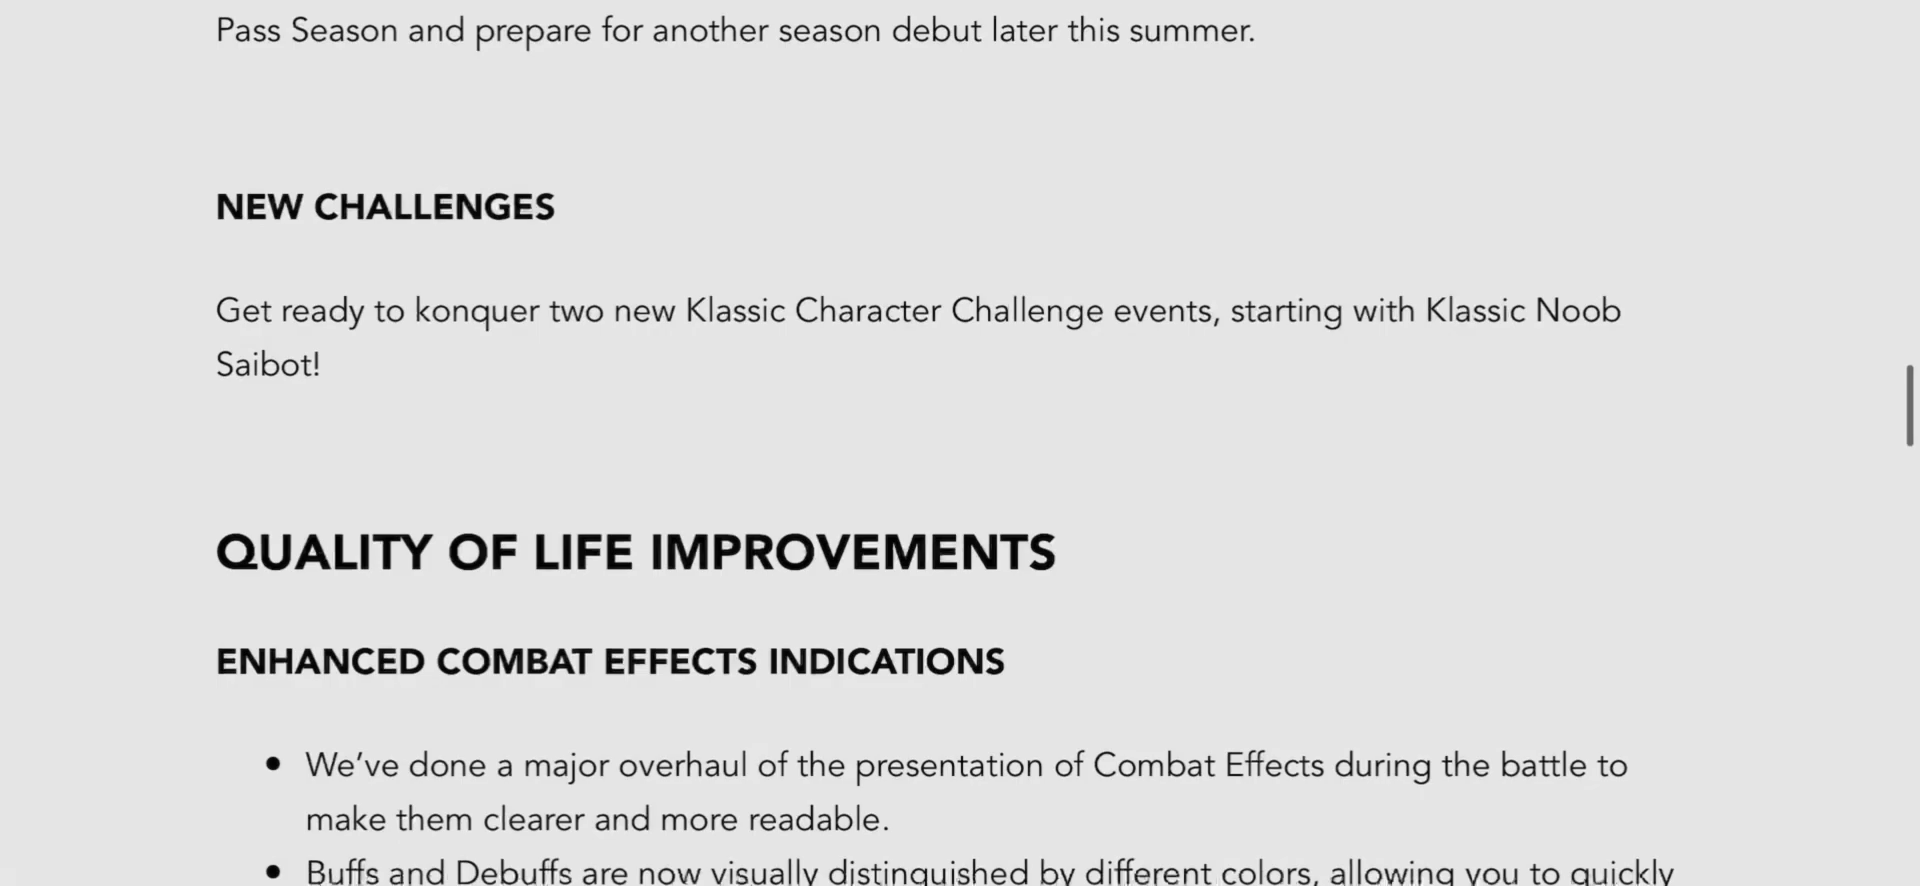 Pass Season and prepare for another season debut later this summer.
NEW CHALLENGES
Get ready to konquer two new Klassic Character Challenge events, starting with Klassic Noob
Saibot!
QUALITY OF LIFE IMPROVEMENTS
ENHANCED COMBAT EFFECTS INDICATIONS
• We’ve done a major overhaul of the presentation of Combat Effects during the battle to
make them clearer and more readable.
• Buffs and Debuffs are now visually distinguished by different colors, allowing you to quickly